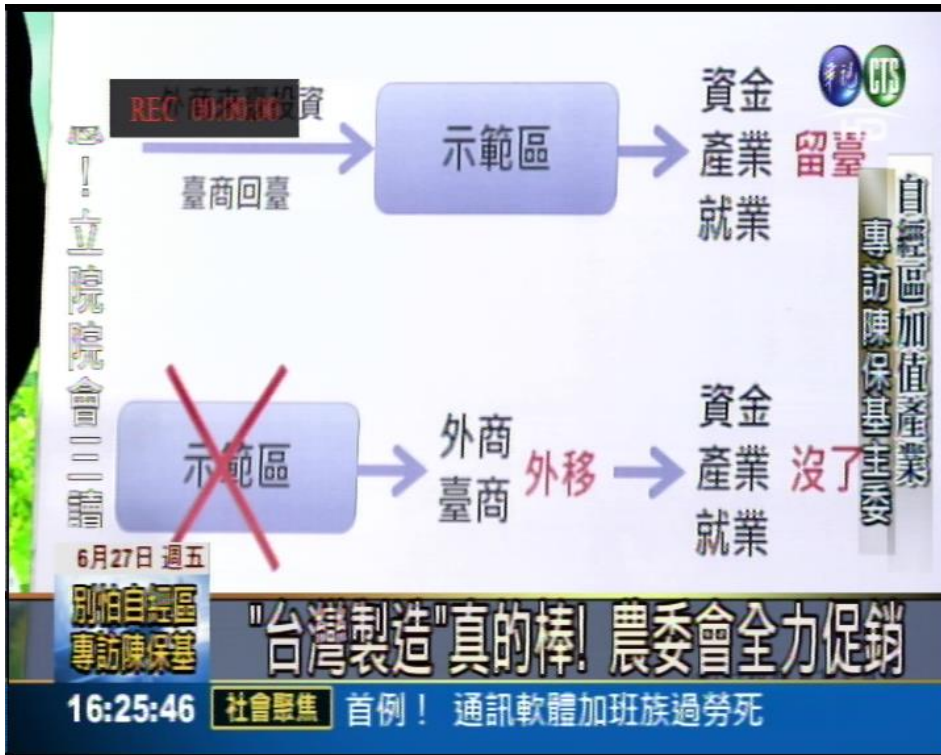 外商來臺投資
REC 00:00:00
臺商回臺
示範區
資金
產業 留臺
就業
華視 CTS
HD
自經區加值產業
專訪陳保基主委
！立院院會三讀
示範區
外商
臺商
外移
資金
產業 沒了
就業
6月27日 週五
別怕自經區
專訪陳保基
"台灣製造"真的棒! 農委會全力促銷
16:25:46 社會聚焦 首例！ 通訊軟體加班族過勞死